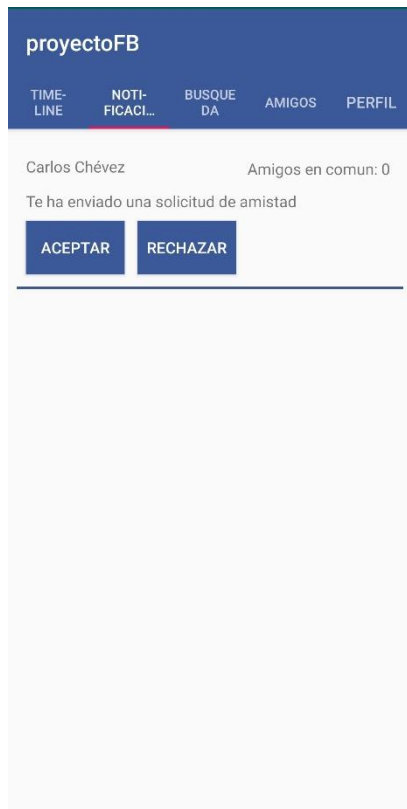 proyectoFB
TIME-
LINE
NOTI-
FICACI...
BUSQUE
DA
AMIGOS
PERFIL
Carlos Chévez
Amigos en comun: 0
Te ha enviado una solicitud de amistad
ACEPTAR
RECHAZAR